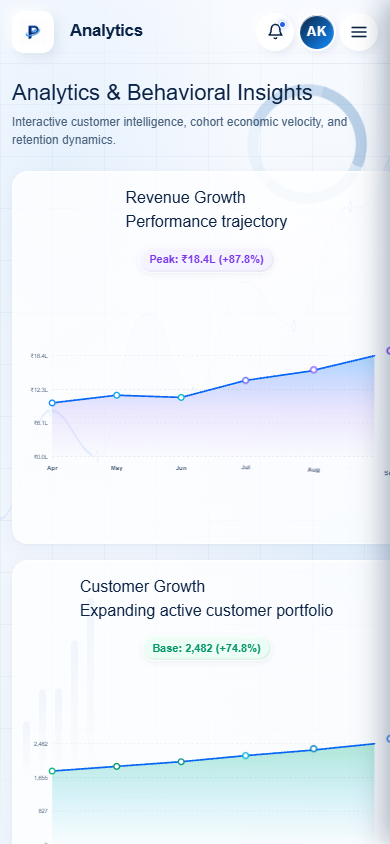 P
Analytics
AK
Analytics & Behavioral Insights
Interactive customer intelligence, cohort economic velocity, and
retention dynamics.
Revenue Growth
Performance trajectory
Peak: ₹18.4L (+87.8%)
₹18.4L
₹12.3L
₹6.1L
₹0.0L
Apr
May
Jun
Jul
Aug
Customer Growth
Expanding active customer portfolio
Base: 2,482 (+74.8%)
2,482
1,655
827